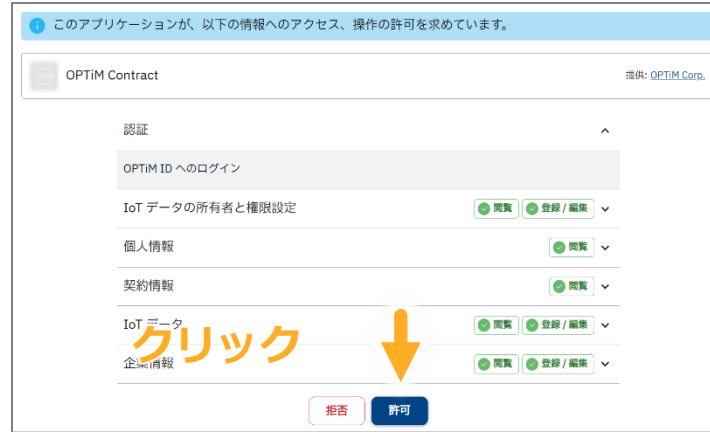 このアプリケーションが、以下の情報へのアクセス、操作の許可を求めています。
OPTiM Contract
提供: OPTiM Corp.
認証
OPTiM ID へのログイン
IoT データの所有者と権限設定
閲覧
登録 / 編集
個人情報
閲覧
契約情報
閲覧
IoT データ
閲覧
登録 / 編集
クリック
企業情報
閲覧
登録 / 編集
拒否
許可